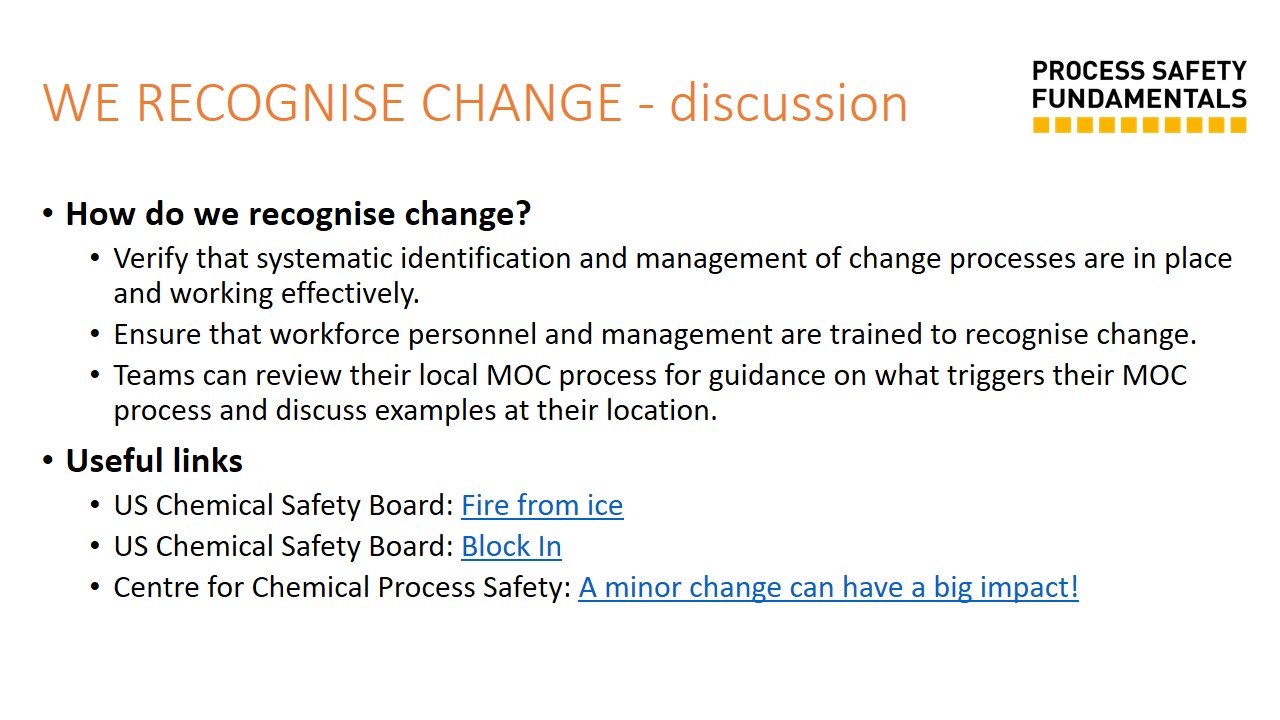 WE RECOGNISE CHANGE - discussion
PROCESS SAFETY
FUNDAMENTALS
• How do we recognise change?
• Verify that systematic identification and management of change processes are in place
and working effectively.
• Ensure that workforce personnel and management are trained to recognise change.
• Teams can review their local MOC process for guidance on what triggers their MOC
process and discuss examples at their location.
• Useful links
• US Chemical Safety Board: Fire from ice
• US Chemical Safety Board: Block In
• Centre for Chemical Process Safety: A minor change can have a big impact!